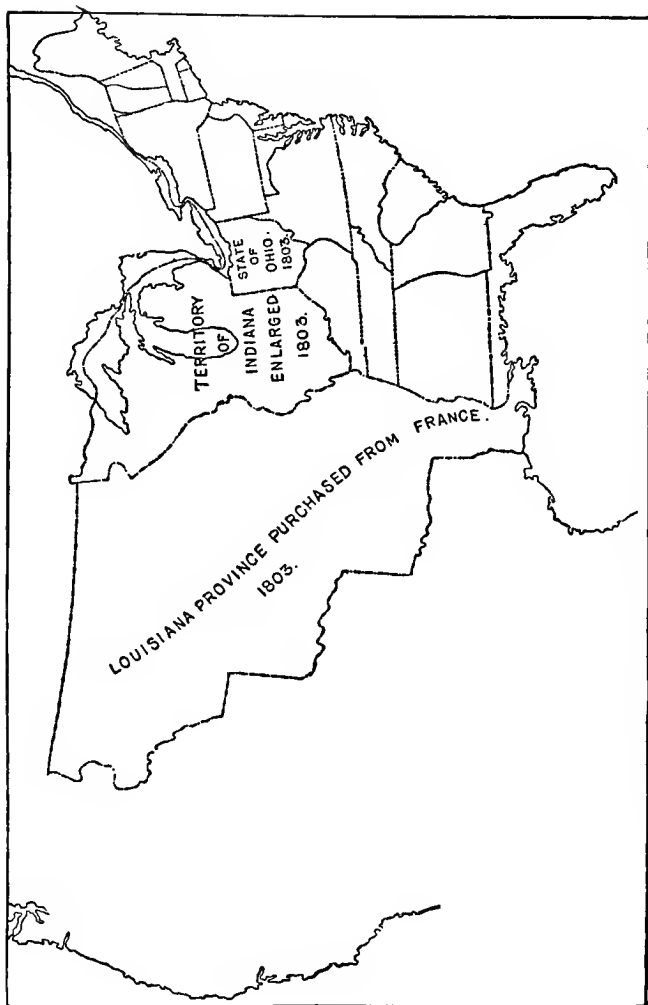 STATE
OF
OHIO.
1803.
TERRITORY
OF
INDIANA
ENLARGED
1803.
LOUISIANA PROVINCE PURCHASED FROM FRANCE.
1803.